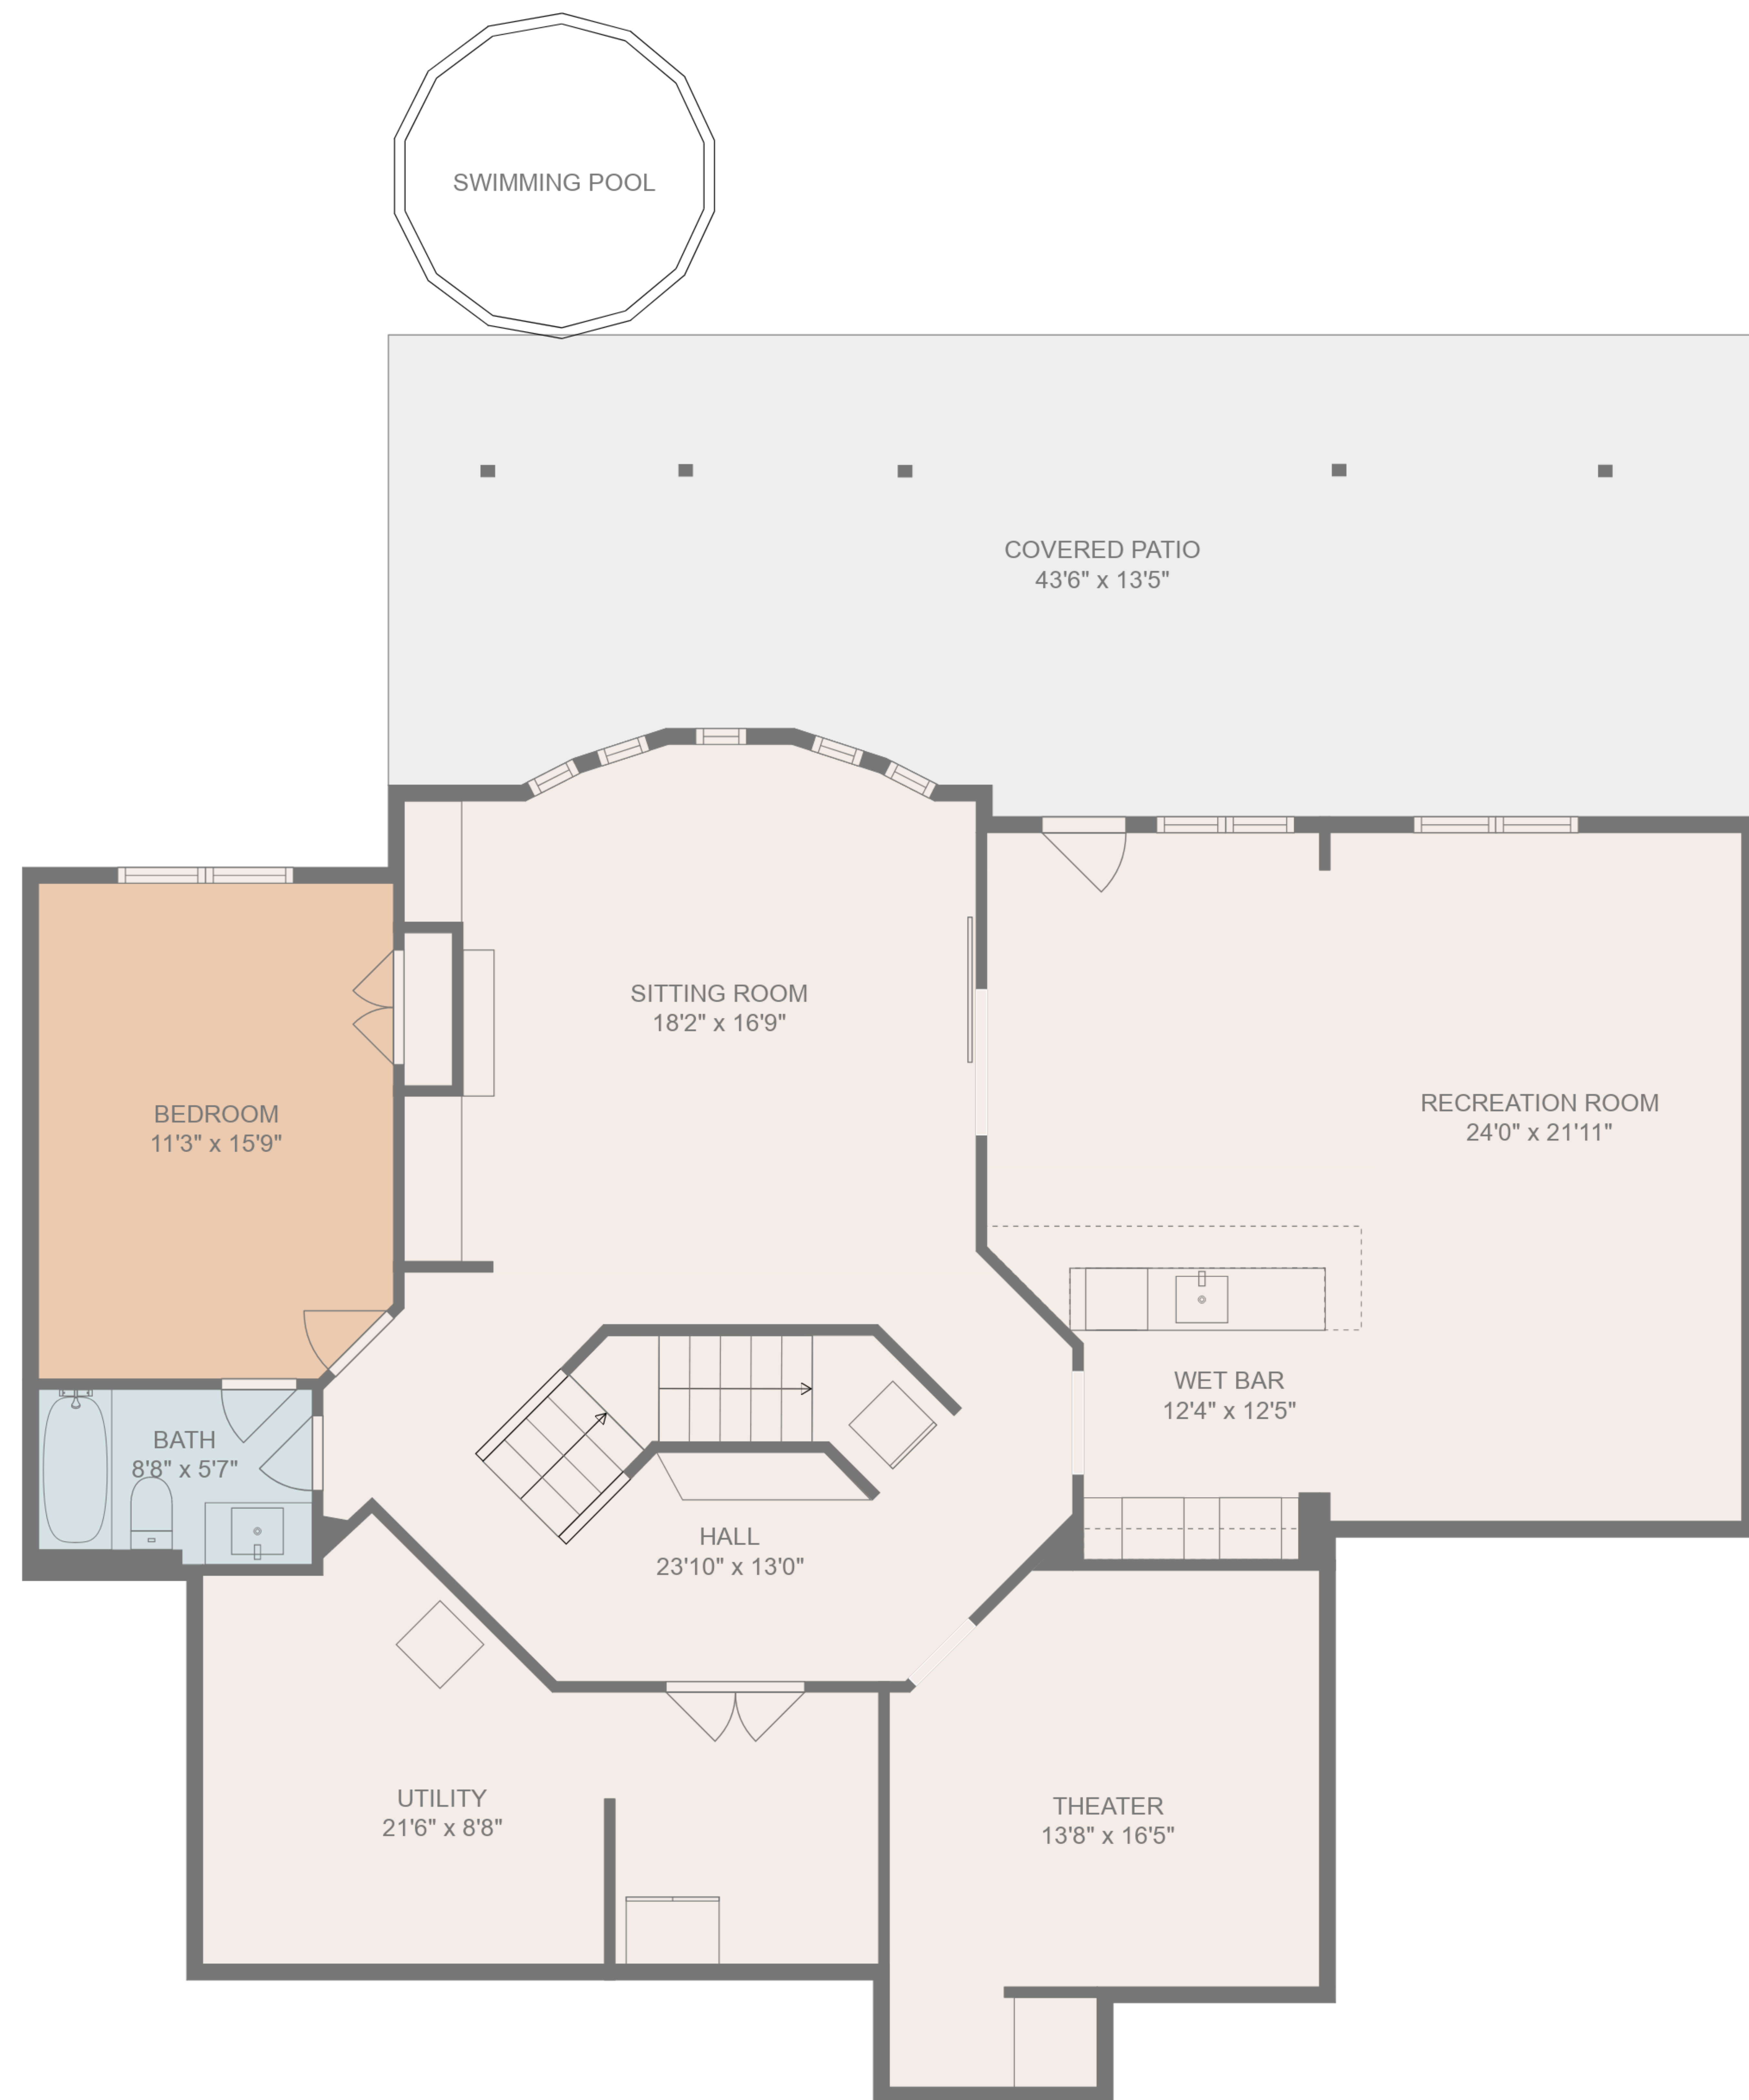 SWIMMING POOL
COVERED PATIO
43'6" x 13'5"
SITTING ROOM
18'2" x 16'9"
BEDROOM
11'3" x 15'9"
RECREATION ROOM
24'0" x 21'11"
WET BAR
12'4" x 12'5"
BATH
8'8" x 5'7"
HALL
23'10" x 13'0"
UTILITY
21'6" x 8'8"
THEATER
13'8" x 16'5"